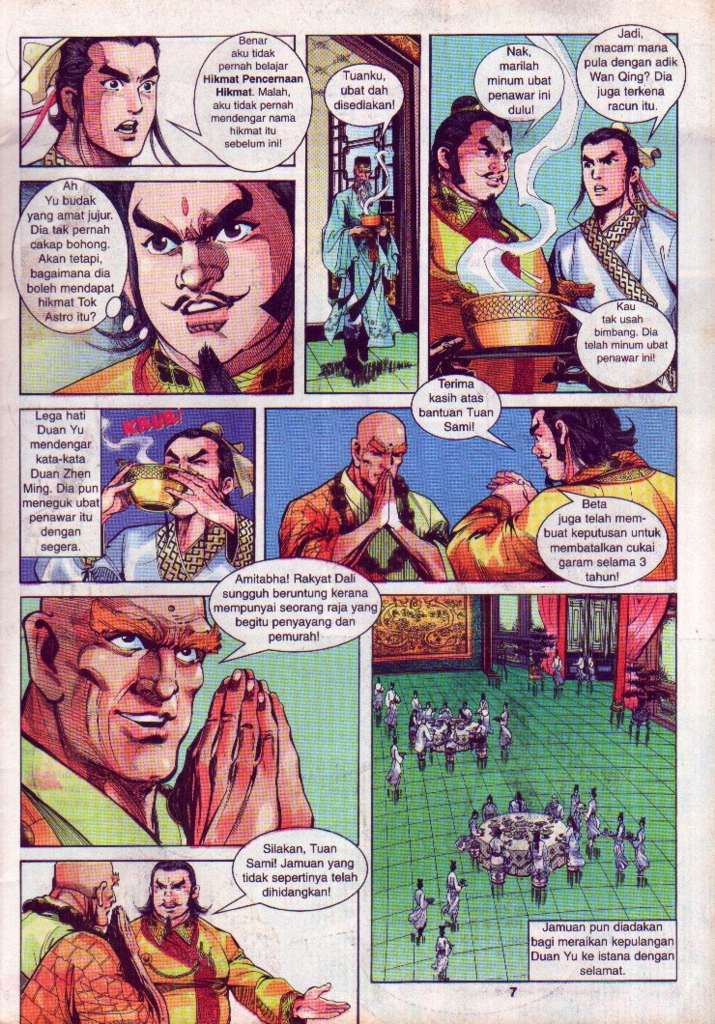 Benar
aku tidak
pernah belajar
Hikmat Pencernaan
Hikmat. Malah,
aku tidak pernah
mendengar nama
hikmat itu
sebelum ini!
Tuanku,
ubat dah
disediakan!
Nak,
marilah
minum ubat
penawar ini
dulu!
Jadi,
macam mana
pula dengan adik
Wan Qing? Dia
juga terkena
racun itu.
Ah
Yu budak
yang amat jujur.
Dia tak pernah
cakap bohong.
Akan tetapi,
bagaimana dia
boleh mendapat
hikmat Tok
Astro itu?
Kau
tak usah
bimbang. Dia
telah minum ubat
penawar ini!
Lega hati
Duan Yu
mendengar
kata-kata
Duan Zhen
Ming. Dia pun
meneguk ubat
penawar itu
dengan
segera.
Terima
kasih atas
bantuan Tuan
Sami!
Beta
juga telah mem-
buat keputusan untuk
membatalkan cukai
garam selama 3
tahun!
Amitabha! Rakyat Dali
sungguh beruntung kerana
mempunyai seorang raja yang
begitu penyayang dan
pemurah!
Silakan, Tuan
Sami! Jamuan yang
tidak sepertinya telah
dihidangkan!
Jamuan pun diadakan
bagi meraikan kepulangan
Duan Yu ke istana dengan
selamat.
7